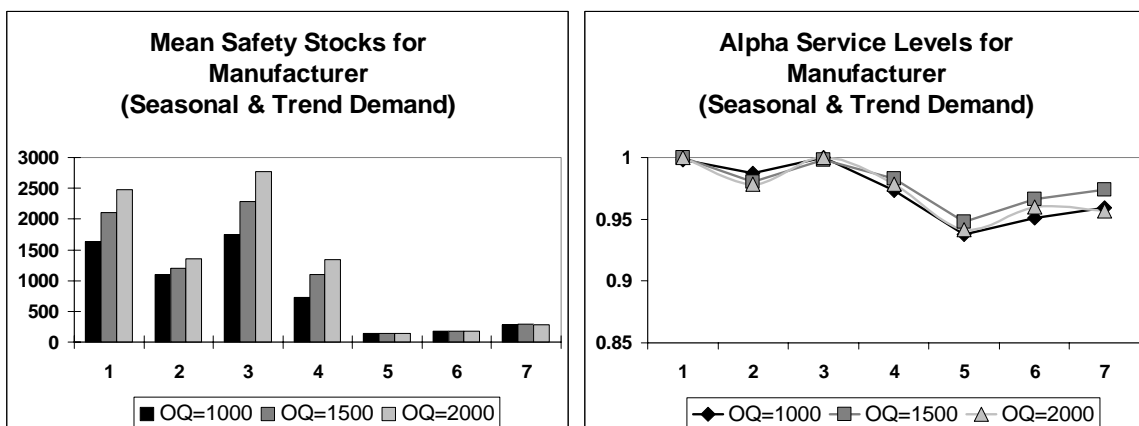 Mean Safety Stocks for
Manufacturer
(Seasonal & Trend Demand)
3000
2500
2000
1500
1000
500
0
1 2 3 4 5 6 7
OQ=1000 OQ=1500 OQ=2000
Alpha Service Levels for
Manufacturer
(Seasonal & Trend Demand)
1
0.95
0.9
0.85
1 2 3 4 5 6 7
OQ=1000 OQ=1500 OQ=2000